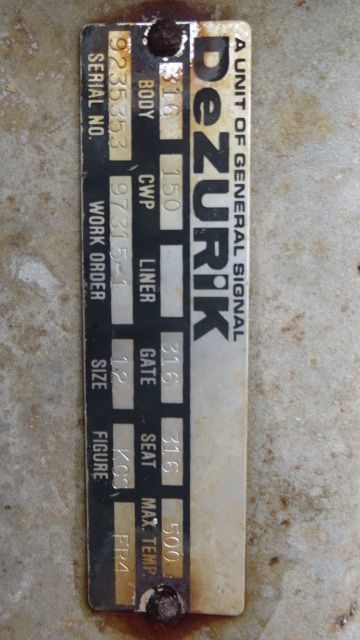 A UNIT OF GENERAL SIGNAL
DeZURiK
316 150 316 316 500
BODY CWP LINER GATE SEAT MAX. TEMP
9235353 97315-1 12
SERIAL NO. WORK ORDER SIZE FIGURE